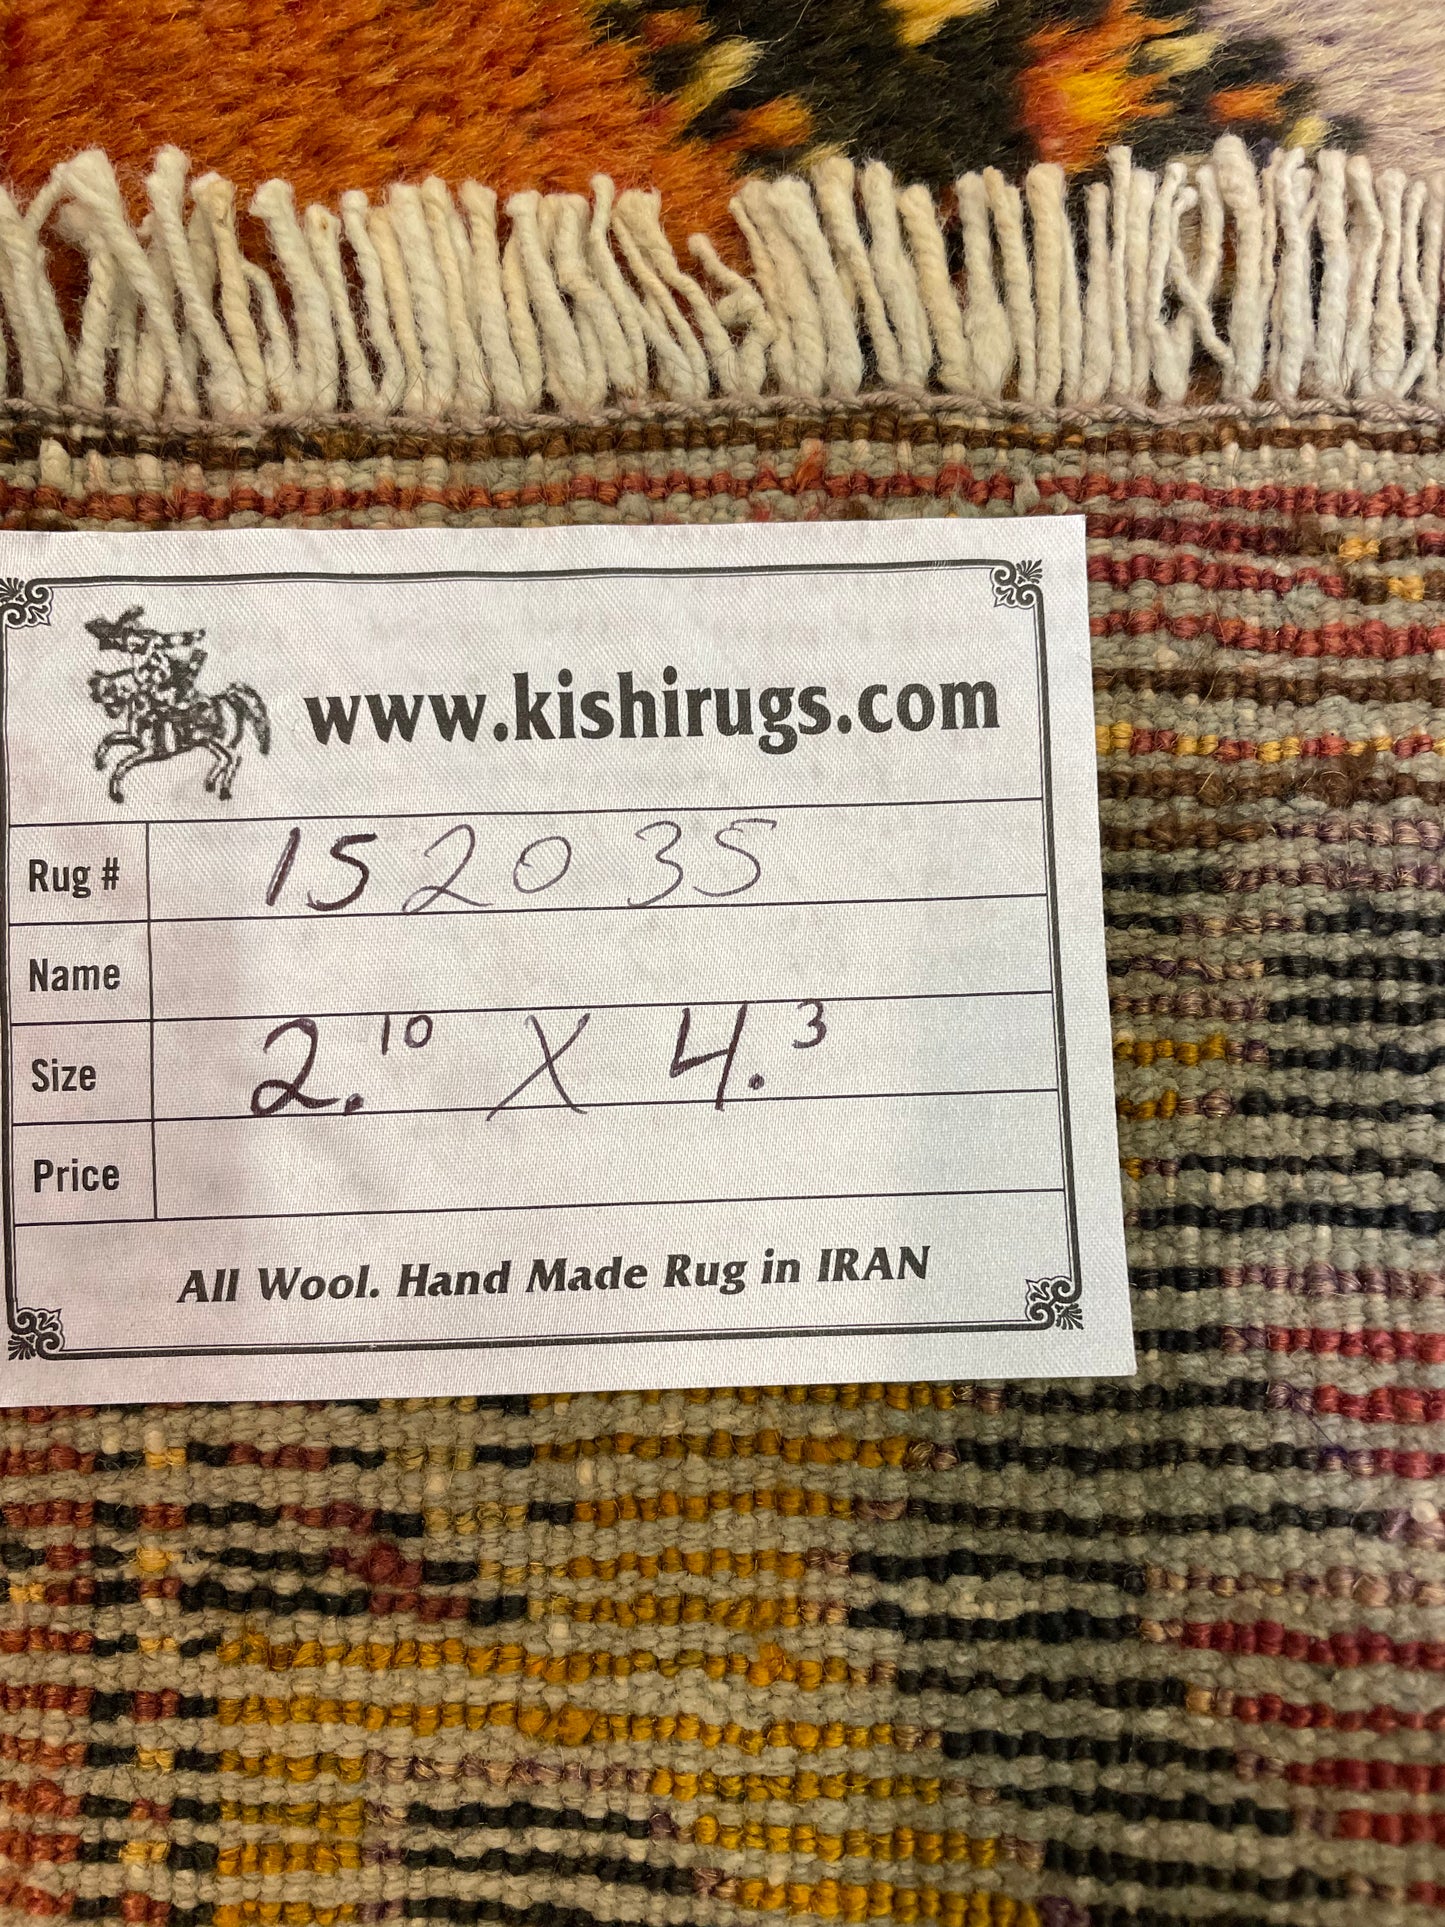 www.kishirugs.com
Rug # 152035
Name
Size 2.10 X 4.3
Price
All Wool. Hand Made Rug in IRAN